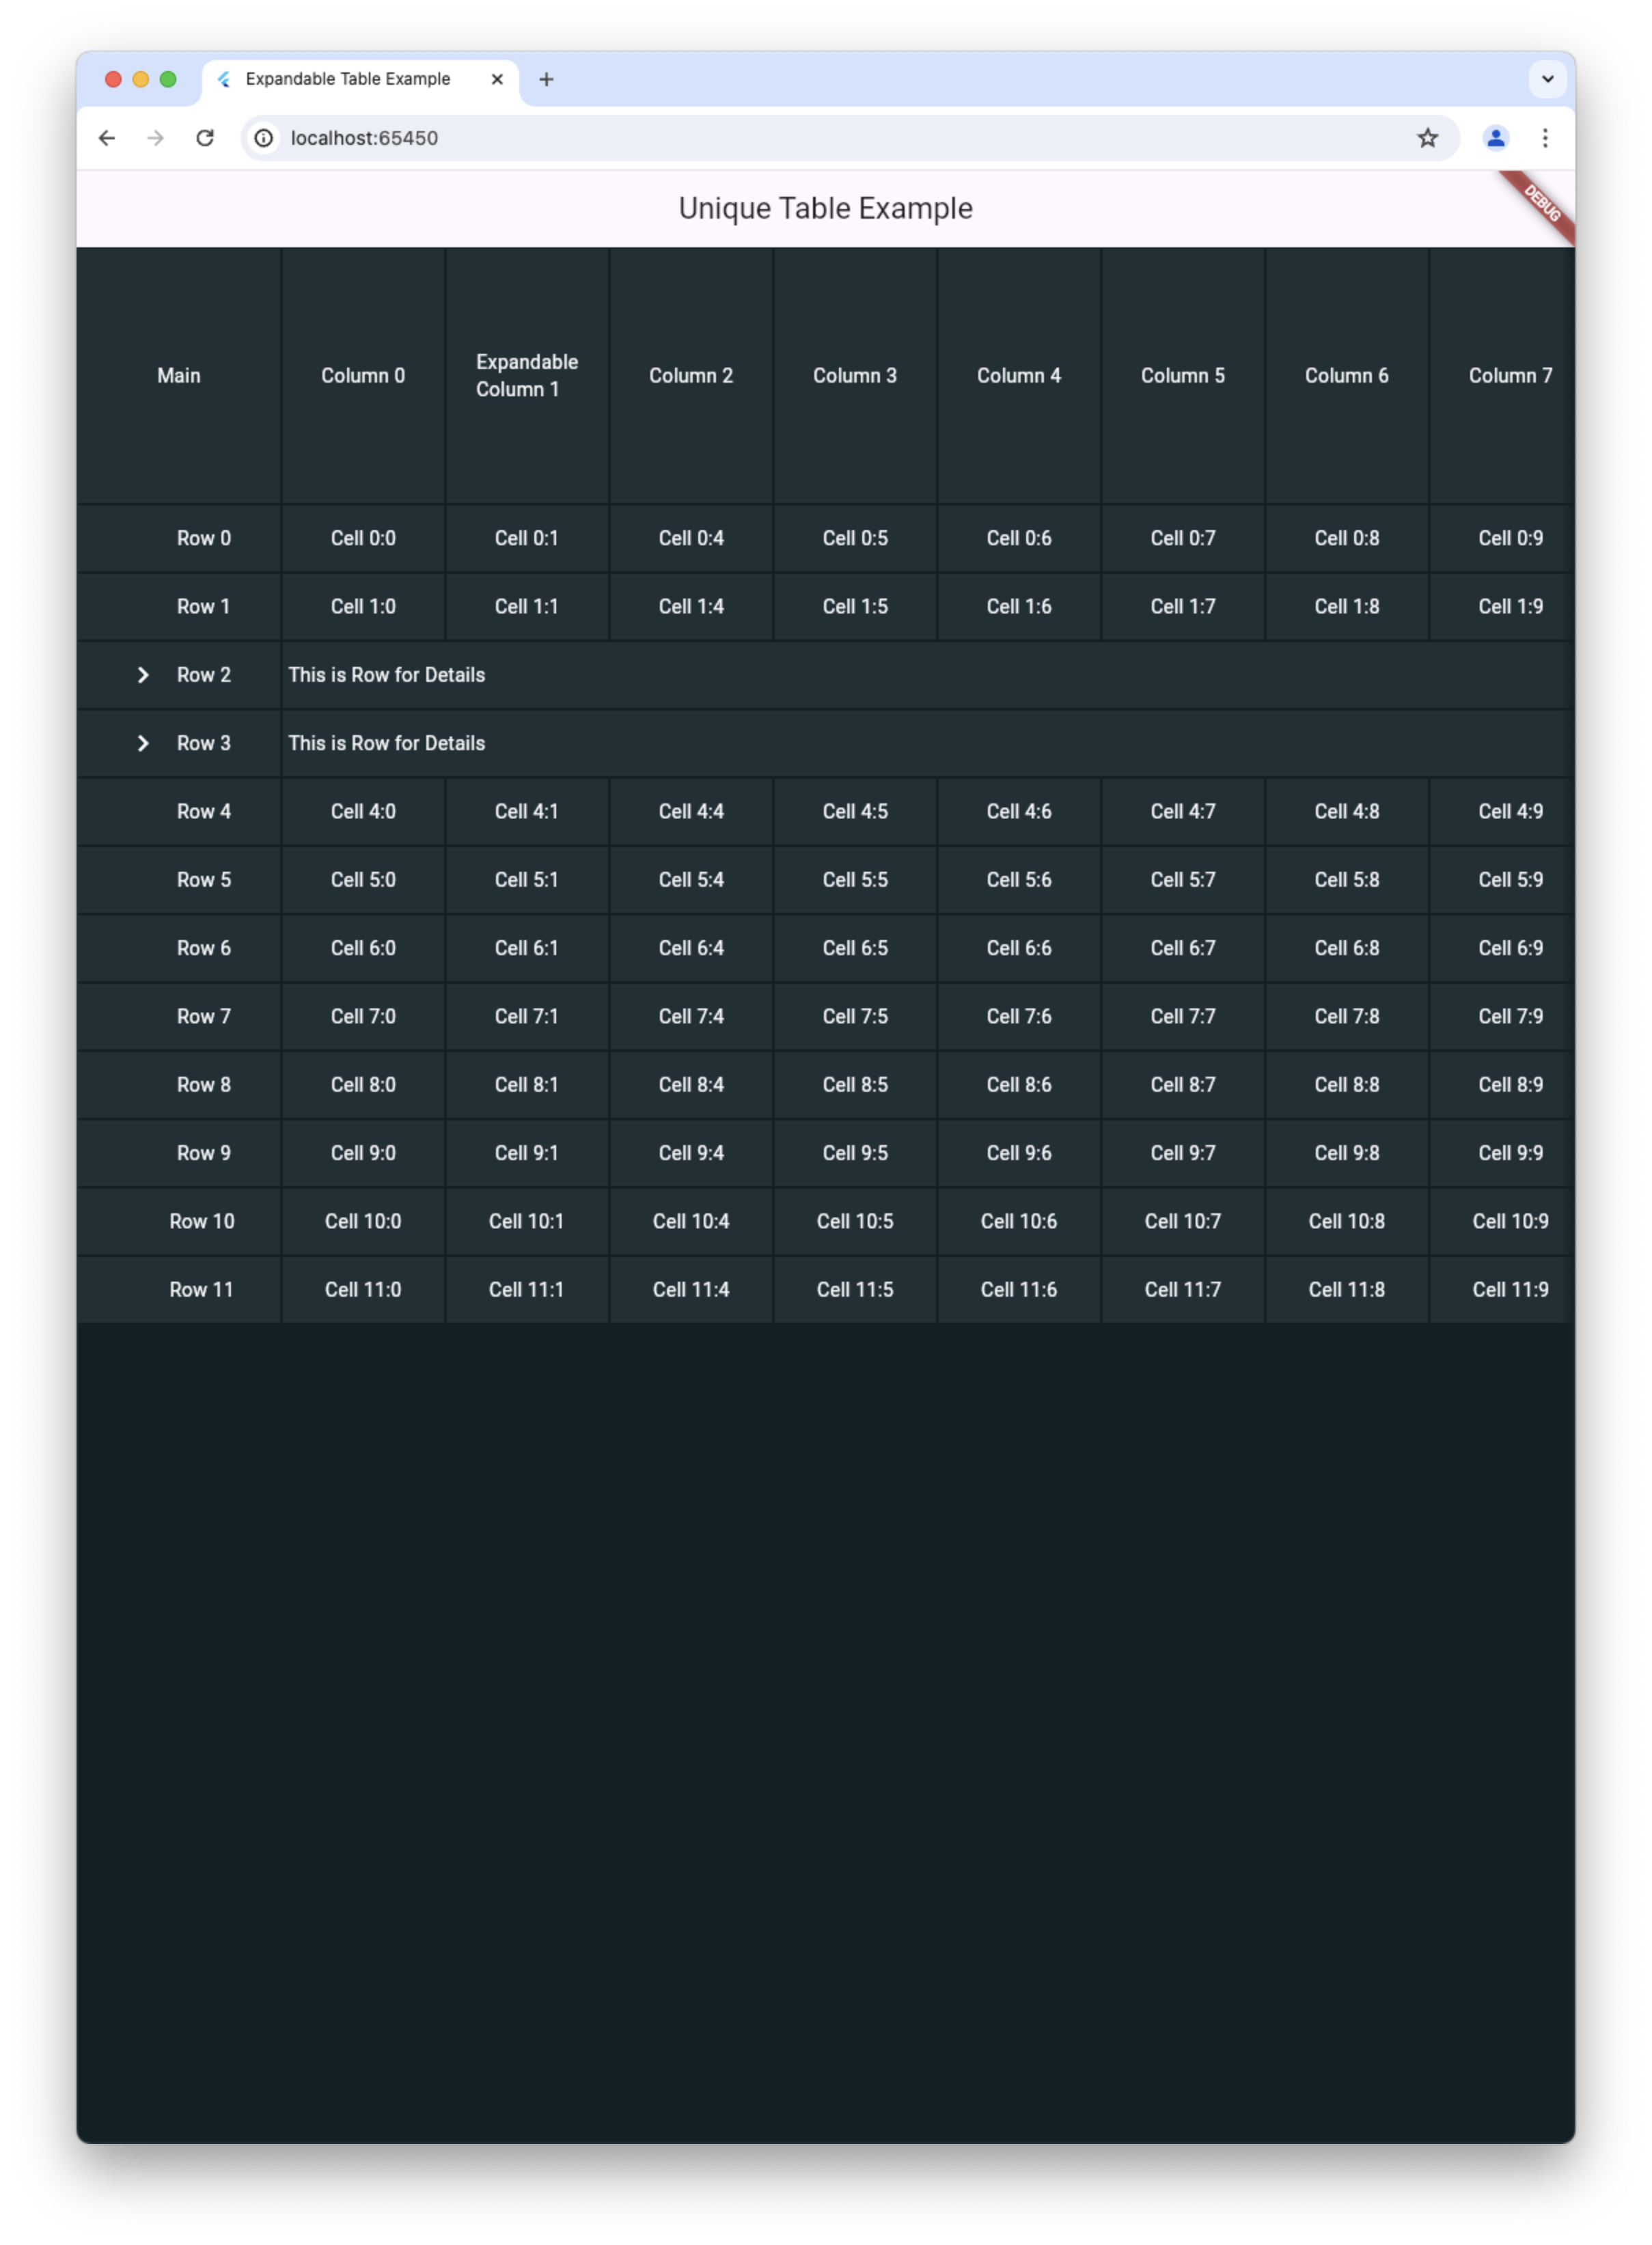 Expandable Table Example
localhost:65450
Unique Table Example
DEBUG
Main Column 0 Expandable Column 1 Column 2 Column 3 Column 4 Column 5 Column 6 Column 7
Row 0 Cell 0:0 Cell 0:1 Cell 0:4 Cell 0:5 Cell 0:6 Cell 0:7 Cell 0:8 Cell 0:9
Row 1 Cell 1:0 Cell 1:1 Cell 1:4 Cell 1:5 Cell 1:6 Cell 1:7 Cell 1:8 Cell 1:9
Row 2 This is Row for Details
Row 3 This is Row for Details
Row 4 Cell 4:0 Cell 4:1 Cell 4:4 Cell 4:5 Cell 4:6 Cell 4:7 Cell 4:8 Cell 4:9
Row 5 Cell 5:0 Cell 5:1 Cell 5:4 Cell 5:5 Cell 5:6 Cell 5:7 Cell 5:8 Cell 5:9
Row 6 Cell 6:0 Cell 6:1 Cell 6:4 Cell 6:5 Cell 6:6 Cell 6:7 Cell 6:8 Cell 6:9
Row 7 Cell 7:0 Cell 7:1 Cell 7:4 Cell 7:5 Cell 7:6 Cell 7:7 Cell 7:8 Cell 7:9
Row 8 Cell 8:0 Cell 8:1 Cell 8:4 Cell 8:5 Cell 8:6 Cell 8:7 Cell 8:8 Cell 8:9
Row 9 Cell 9:0 Cell 9:1 Cell 9:4 Cell 9:5 Cell 9:6 Cell 9:7 Cell 9:8 Cell 9:9
Row 10 Cell 10:0 Cell 10:1 Cell 10:4 Cell 10:5 Cell 10:6 Cell 10:7 Cell 10:8 Cell 10:9
Row 11 Cell 11:0 Cell 11:1 Cell 11:4 Cell 11:5 Cell 11:6 Cell 11:7 Cell 11:8 Cell 11:9